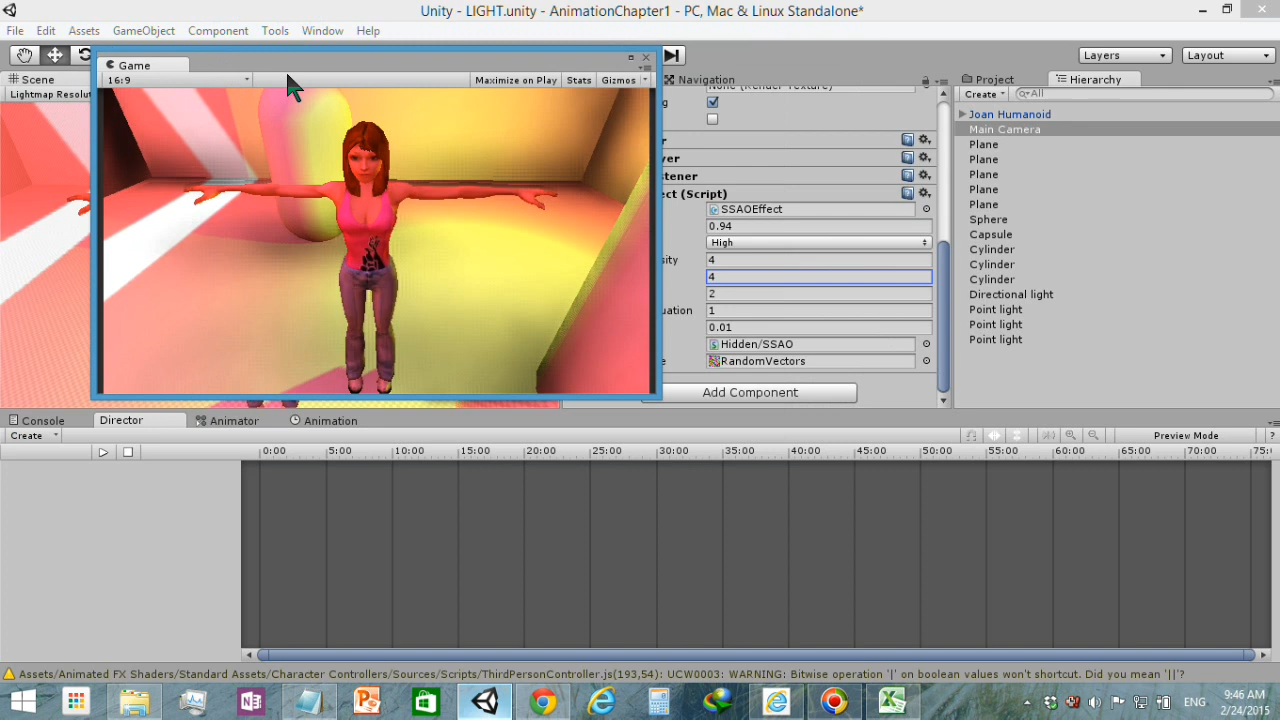 Unity - LIGHT.unity - AnimationChapter1 - PC, Mac & Linux Standalone*
File Edit Assets GameObject Component Tools Window Help
Layers Layout
Game
Scene
Navigation
Project Hierarchy
16:9 Maximize on Play Stats Gizmos
Lightmap Resolu
Create All
Joan Humanoid
Main Camera
Plane
Plane
Plane
Plane
Plane
Sphere
Capsule
Cylinder
Cylinder
Cylinder
Directional light
Point light
Point light
Point light
None (Render Texture)
g
r
yer
stener
ect (Script)
SSAOEffect
0.94
High
sity 4
4
2
uation 1
0.01
Hidden/SSAO
e RandomVectors
Add Component
Console Director Animator Animation
Create Preview Mode ?
0:00 5:00 10:00 15:00 20:00 25:00 30:00 35:00 40:00 45:00 50:00 55:00 60:00 65:00 70:00 75:0
Assets/Animated FX Shaders/Standard Assets/Character Controllers/Sources/Scripts/ThirdPersonController.js(193,54): UCW0003: WARNING: Bitwise operation '|' on boolean values won't shortcut. Did you mean '||'?
ENG
9:46 AM
2/24/2015